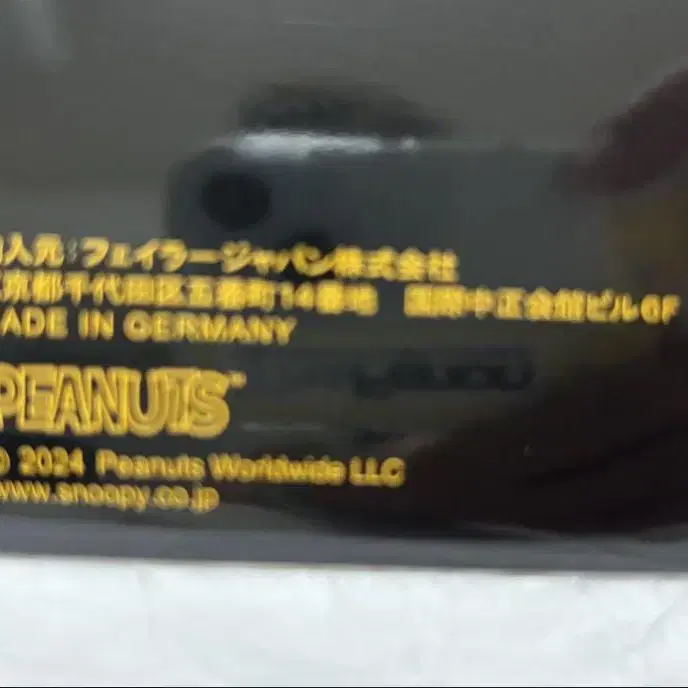 入元:フェイラージャパン株式会社
京都千代田区五番町14番地 国際中正会館ビル6F
ADE IN GERMANY
PEANUTS™
© 2024 Peanuts Worldwide LLC
www.snoopy.co.jp